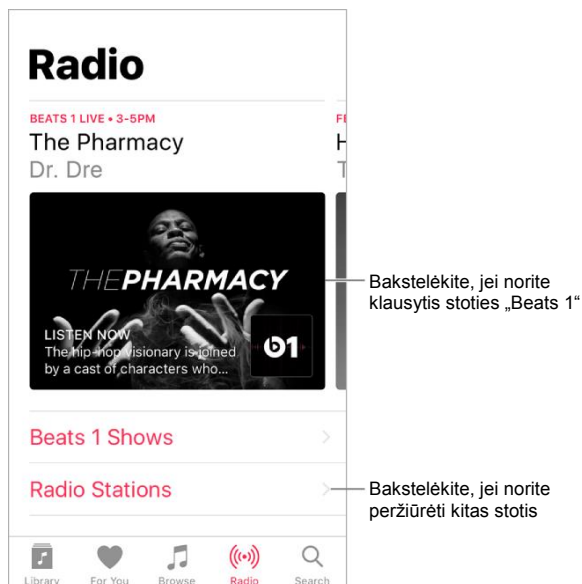 Radio
BEATS 1 LIVE • 3-5PM
The Pharmacy
Dr. Dre
THEPHARMACY
LISTEN NOW
The hip-hop visionary is joined
by a cast of characters who...
1
Bakstelėkite, jei norite
klausytis stoties „Beats 1“
Beats 1 Shows
Radio Stations
Bakstelėkite, jei norite
peržiūrėti kitas stotis
Library For You Browse Radio Search